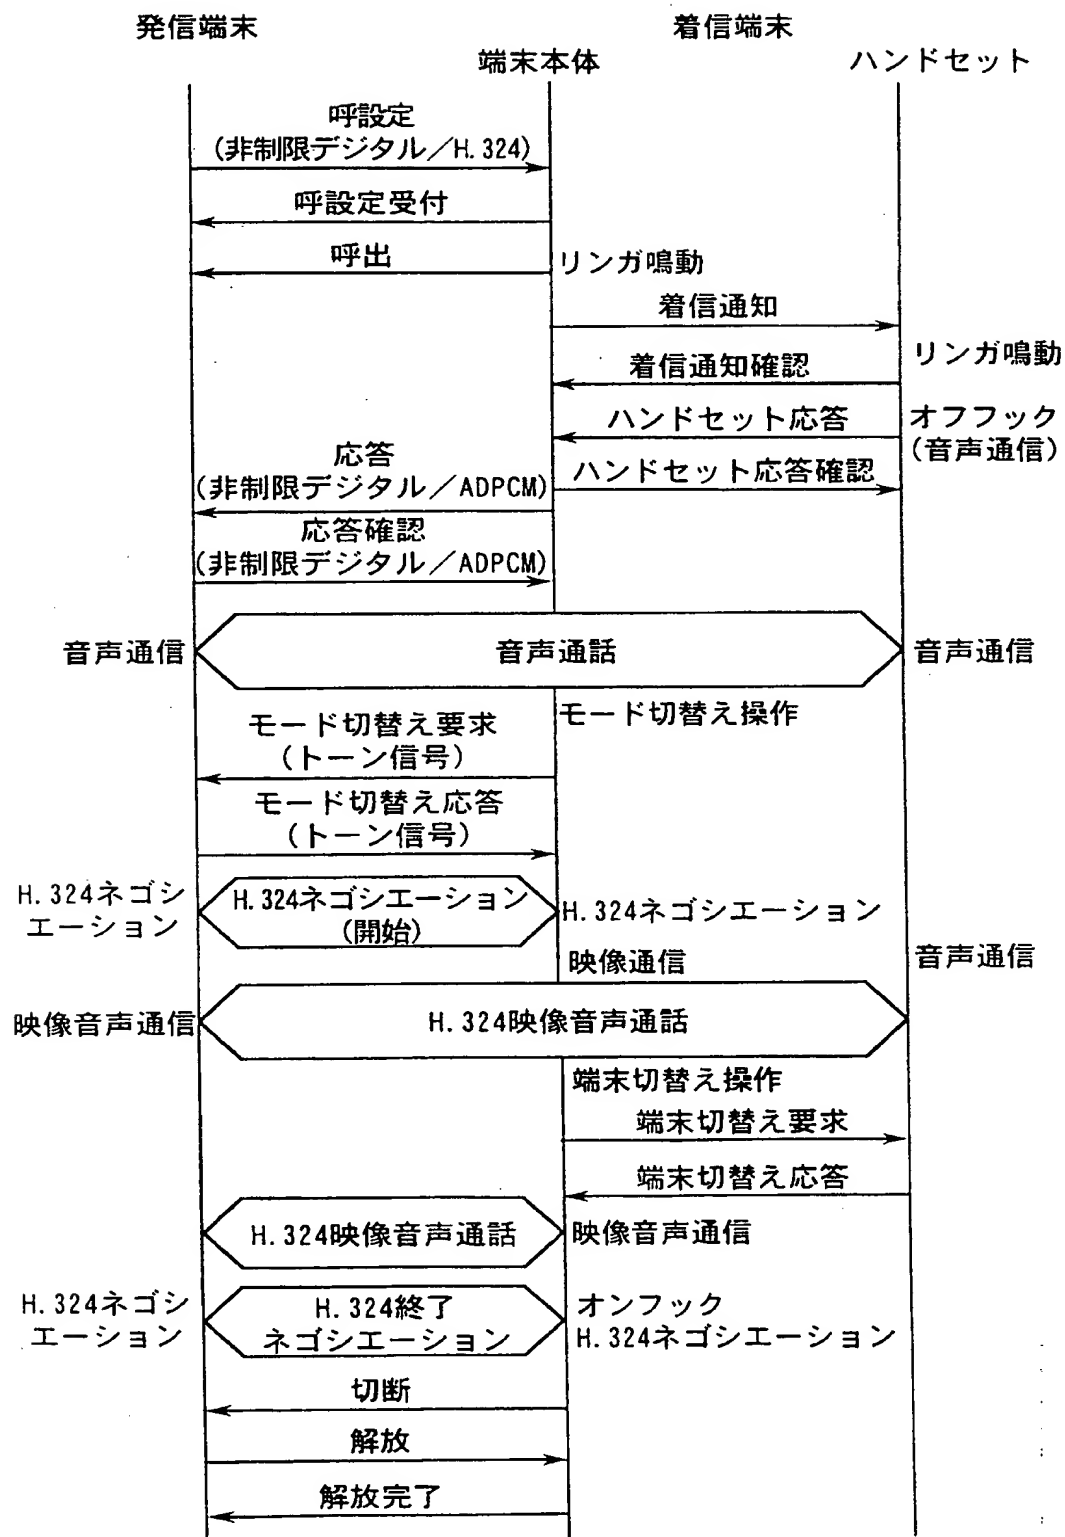 発信端末
着信端末
端末本体
ハンドセット
呼設定
(非制限デジタル/H.324)
呼設定受付
呼出
リンガ鳴動
着信通知
リンガ鳴動
着信通知確認
ハンドセット応答
オフフック
(音声通信)
応答
(非制限デジタル/ADPCM)
ハンドセット応答確認
応答確認
(非制限デジタル/ADPCM)
音声通信
音声通話
音声通信
モード切替え操作
モード切替え要求
(トーン信号)
モード切替え応答
(トーン信号)
H.324ネゴシ
エーション
H.324ネゴシエーション
(開始)
H.324ネゴシエーション
映像通信
音声通信
映像音声通信
H.324映像音声通話
端末切替え操作
端末切替え要求
端末切替え応答
H.324映像音声通話
映像音声通信
H.324ネゴシ
エーション
H.324終了
ネゴシエーション
オンフック
H.324ネゴシエーション
切断
解放
解放完了